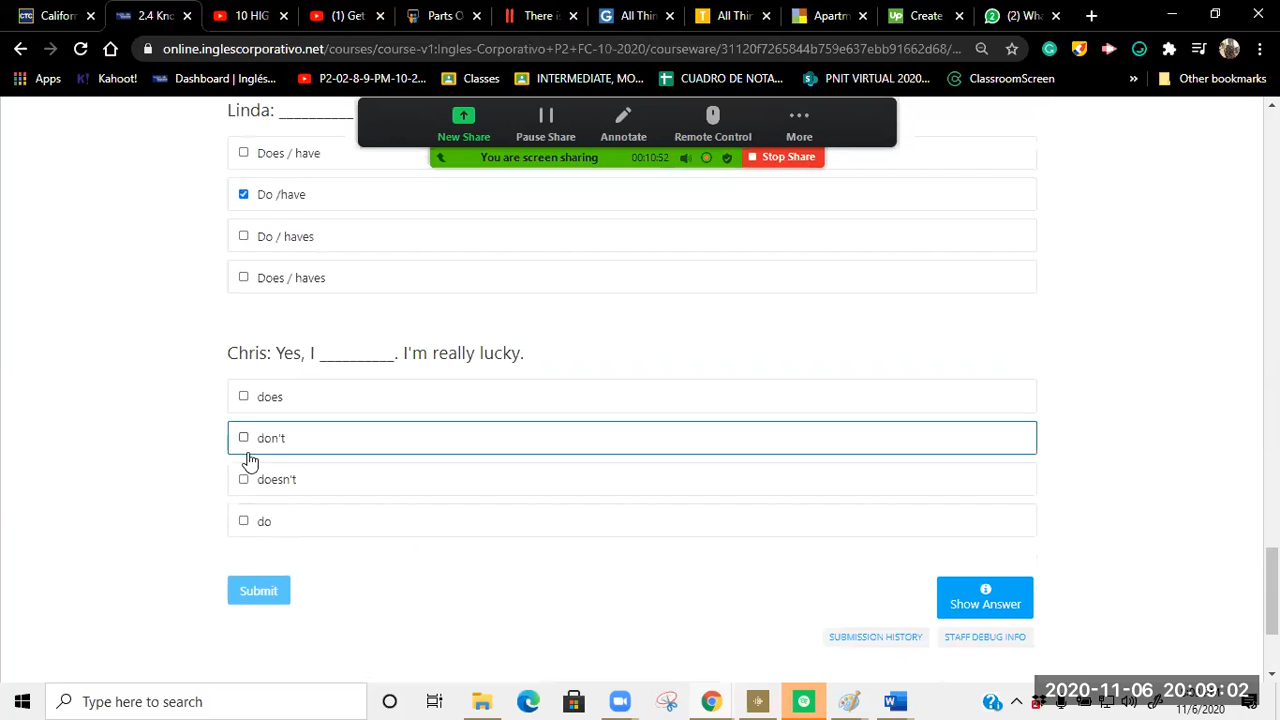 Californ
2.4 Kno
10 HIG
(1) Get
Parts O
There is
All Thin
All Thin
Apartm
Create
(2) Wha
online.inglescorporativo.net/courses/course-v1:Ingles-Corporativo+P2+FC-10-2020/courseware/31120f7265844b759e637ebb91662d68/...
Apps
Kahoot!
Dashboard | Inglés...
P2-02-8-9-PM-10-2...
Classes
INTERMEDIATE, MO...
CUADRO DE NOTA...
PNIT VIRTUAL 2020...
ClassroomScreen
Other bookmarks
Linda: __________
New Share
Pause Share
Annotate
Remote Control
More
You are screen sharing
00:10:52
Stop Share
Does / have
Do /have
Do / haves
Does / haves
Chris: Yes, I __________. I'm really lucky.
does
don't
doesn't
do
Submit
Show Answer
SUBMISSION HISTORY
STAFF DEBUG INFO
Type here to search
2020-11-06 20:09:02
11/6/2020